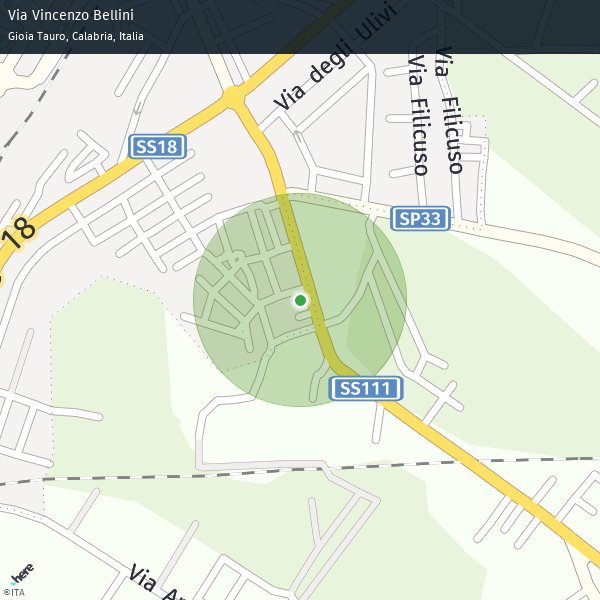 Via Vincenzo Bellini
Gioia Tauro, Calabria, Italia
Via degli Ulivi
Via Filicuso
Via Filicuso
SS18
18
SP33
SS111
Via A
here
©ITA